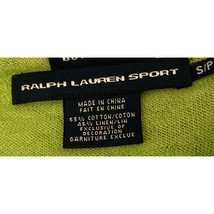 RALPH LAUREN SPORT
S/P
MADE IN CHINA
FAIT EN CHINE
55% COTTON/COTON
45% LINEN/LIN
EXCLUSIVE OF
DECORATION
GARNITURE EXCLUE